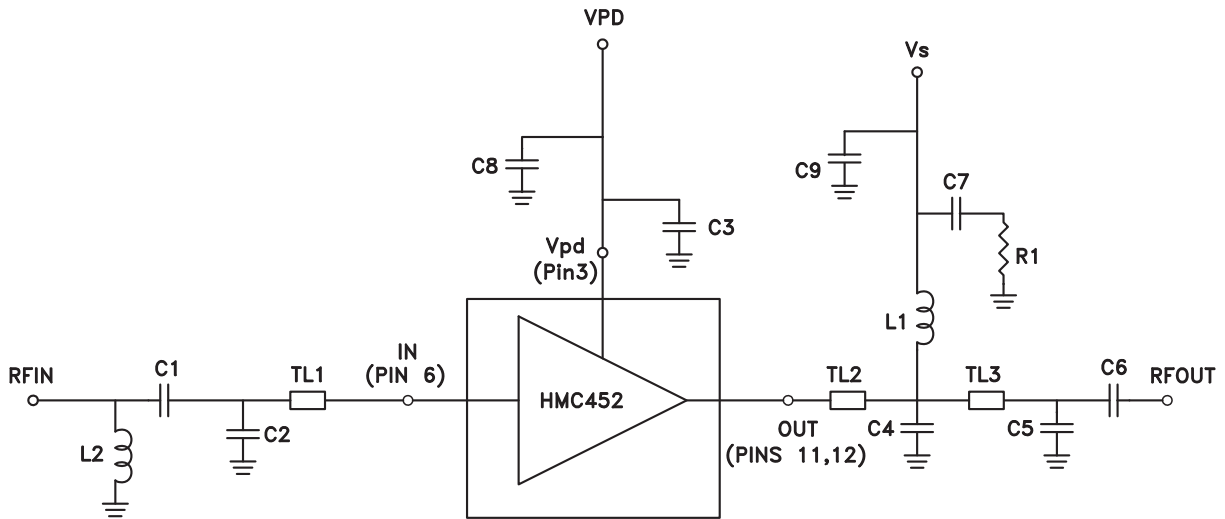 VPD
Vs
C8
C9
C7
C3
Vpd
(Pin3)
R1
L1
RFIN
C1
TL1
IN
(PIN 6)
HMC452
TL2
TL3
C6
RFOUT
L2
C2
OUT
(PINS 11,12)
C4
C5